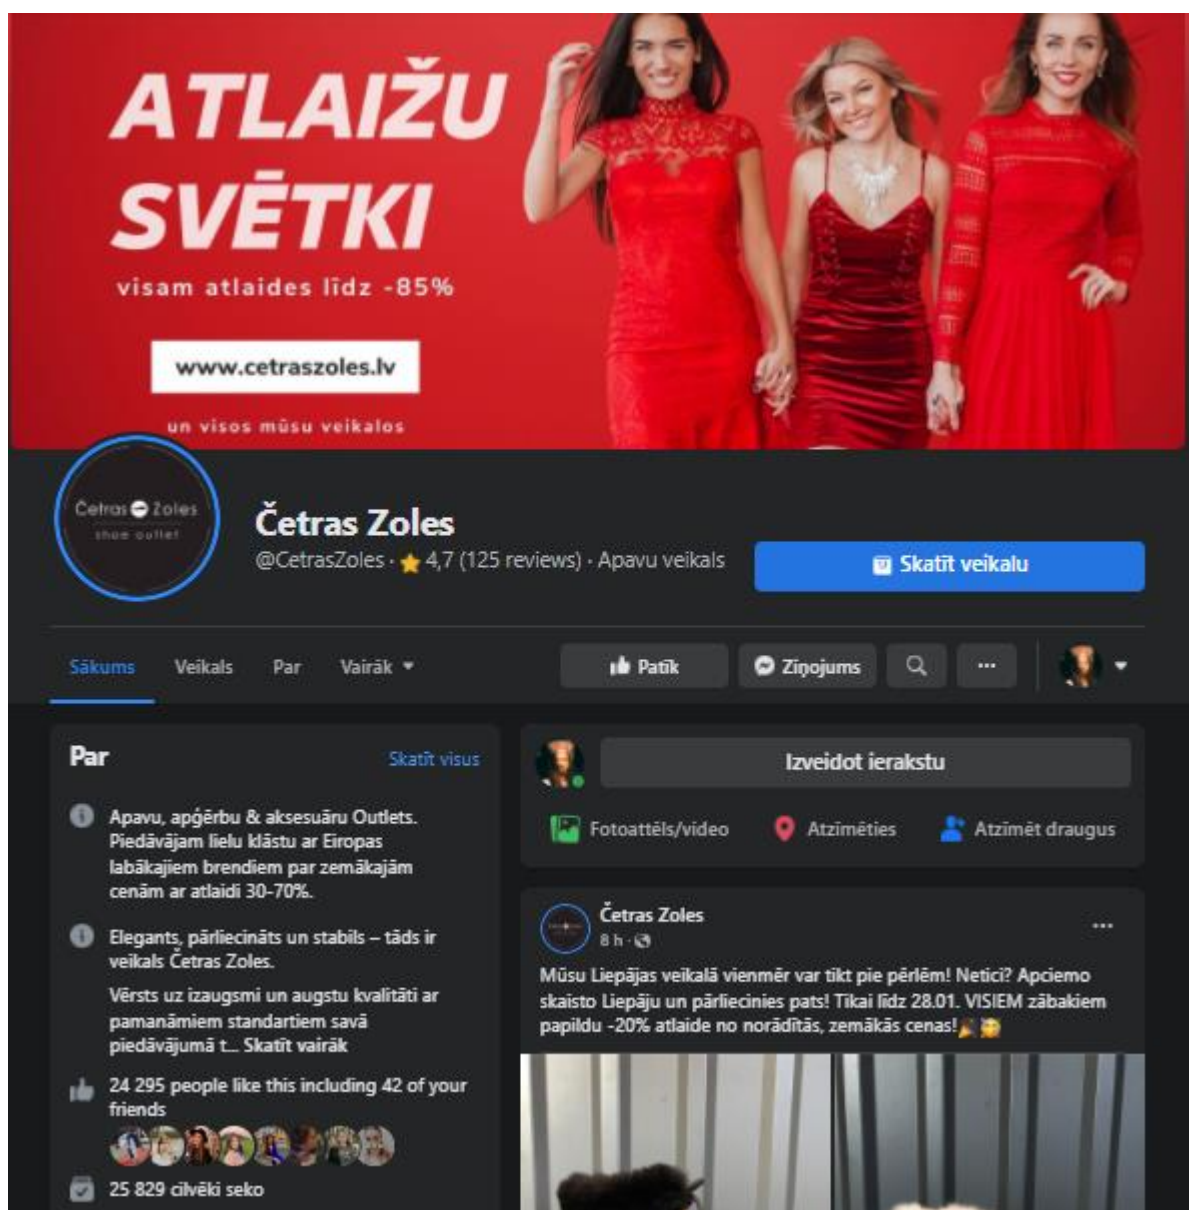 ATLAIŽU
SVĒTKI
visam atlaides līdz -85%
www.cetraszoles.lv
un visos mūsu veikalos
Četras Zoles
shoe outlet
Četras Zoles
@CetrasZoles · 4,7 (125 reviews) · Apavu veikals
Skatīt veikalu
Sākums Veikals Par Vairāk
Patīk Ziņojums
Par Skatīt visus
Apavu, apģērbu & aksesuāru Outlets.
Piedāvājam lielu klāstu ar Eiropas
labākajiem brendiem par zemākajām
cenām ar atlaidi 30-70%.
Elegants, pārliecināts un stabils – tāds ir
veikals Četras Zoles.
Vērsts uz izaugsmi un augstu kvalitāti ar
pamanāmiem standartiem savā
piedāvājumā t... Skatīt vairāk
24 295 people like this including 42 of your
friends
25 829 cilvēki seko
Izveidot ierakstu
Fotoattēls/video Atzīmēties Atzīmēt draugus
Četras Zoles
8 h ·
Mūsu Liepājas veikalā vienmēr var tikt pie pērlēm! Netici? Apciemo
skaisto Liepāju un pārliecinies pats! Tikai līdz 28.01. VISIEM zābakiem
papildu -20% atlaide no norādītās, zemākās cenas!🎉🥰